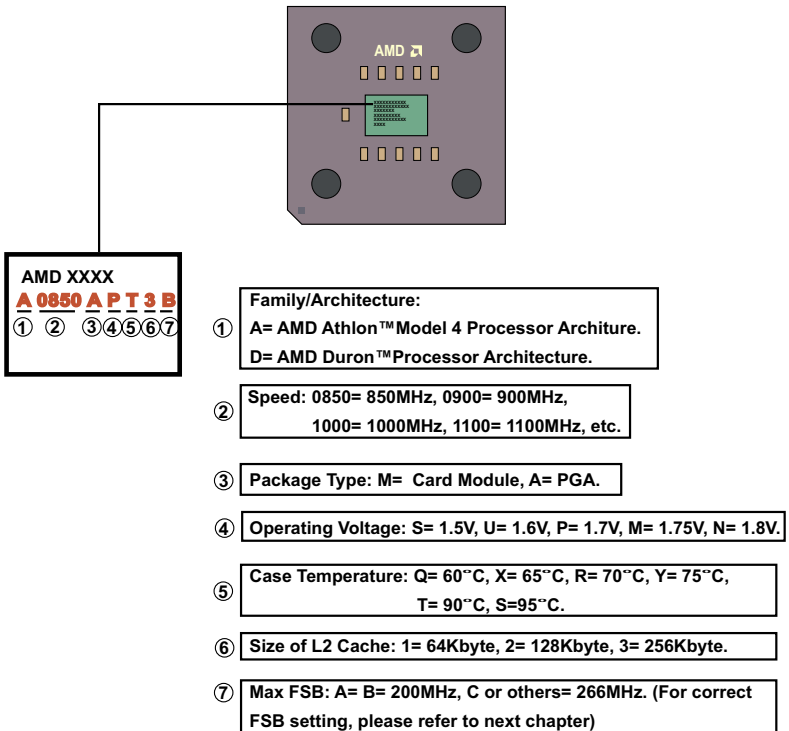 AMD
XXXXXXXXXX
AMD XXXX
A 0850 A P T 3 B
① ② ③④⑤⑥⑦
① Family/Architecture:
A= AMD Athlon™Model 4 Processor Architure.
D= AMD Duron™Processor Architecture.
② Speed: 0850= 850MHz, 0900= 900MHz,
1000= 1000MHz, 1100= 1100MHz, etc.
③ Package Type: M= Card Module, A= PGA.
④ Operating Voltage: S= 1.5V, U= 1.6V, P= 1.7V, M= 1.75V, N= 1.8V.
⑤ Case Temperature: Q= 60°C, X= 65°C, R= 70°C, Y= 75°C,
T= 90°C, S=95°C.
⑥ Size of L2 Cache: 1= 64Kbyte, 2= 128Kbyte, 3= 256Kbyte.
⑦ Max FSB: A= B= 200MHz, C or others= 266MHz. (For correct
FSB setting, please refer to next chapter)